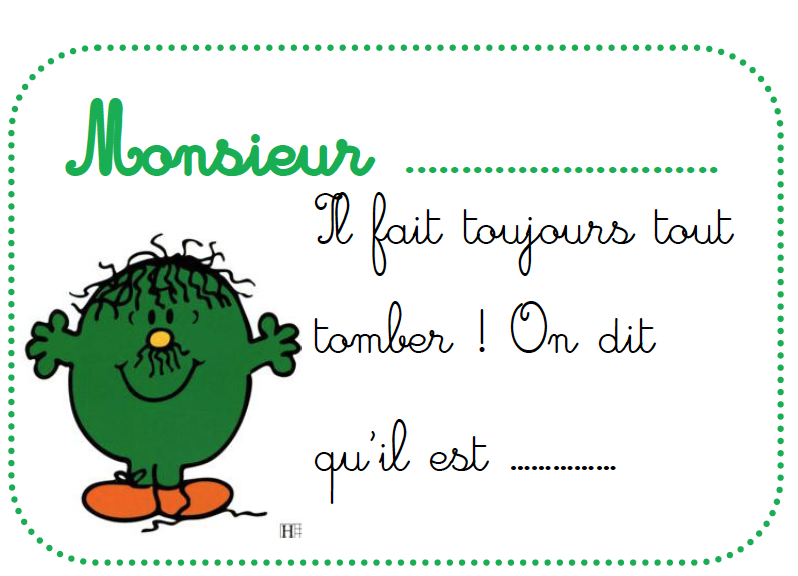 Monsieur ...........................
Il fait toujours tout
tomber ! On dit
qu'il est ...............
H